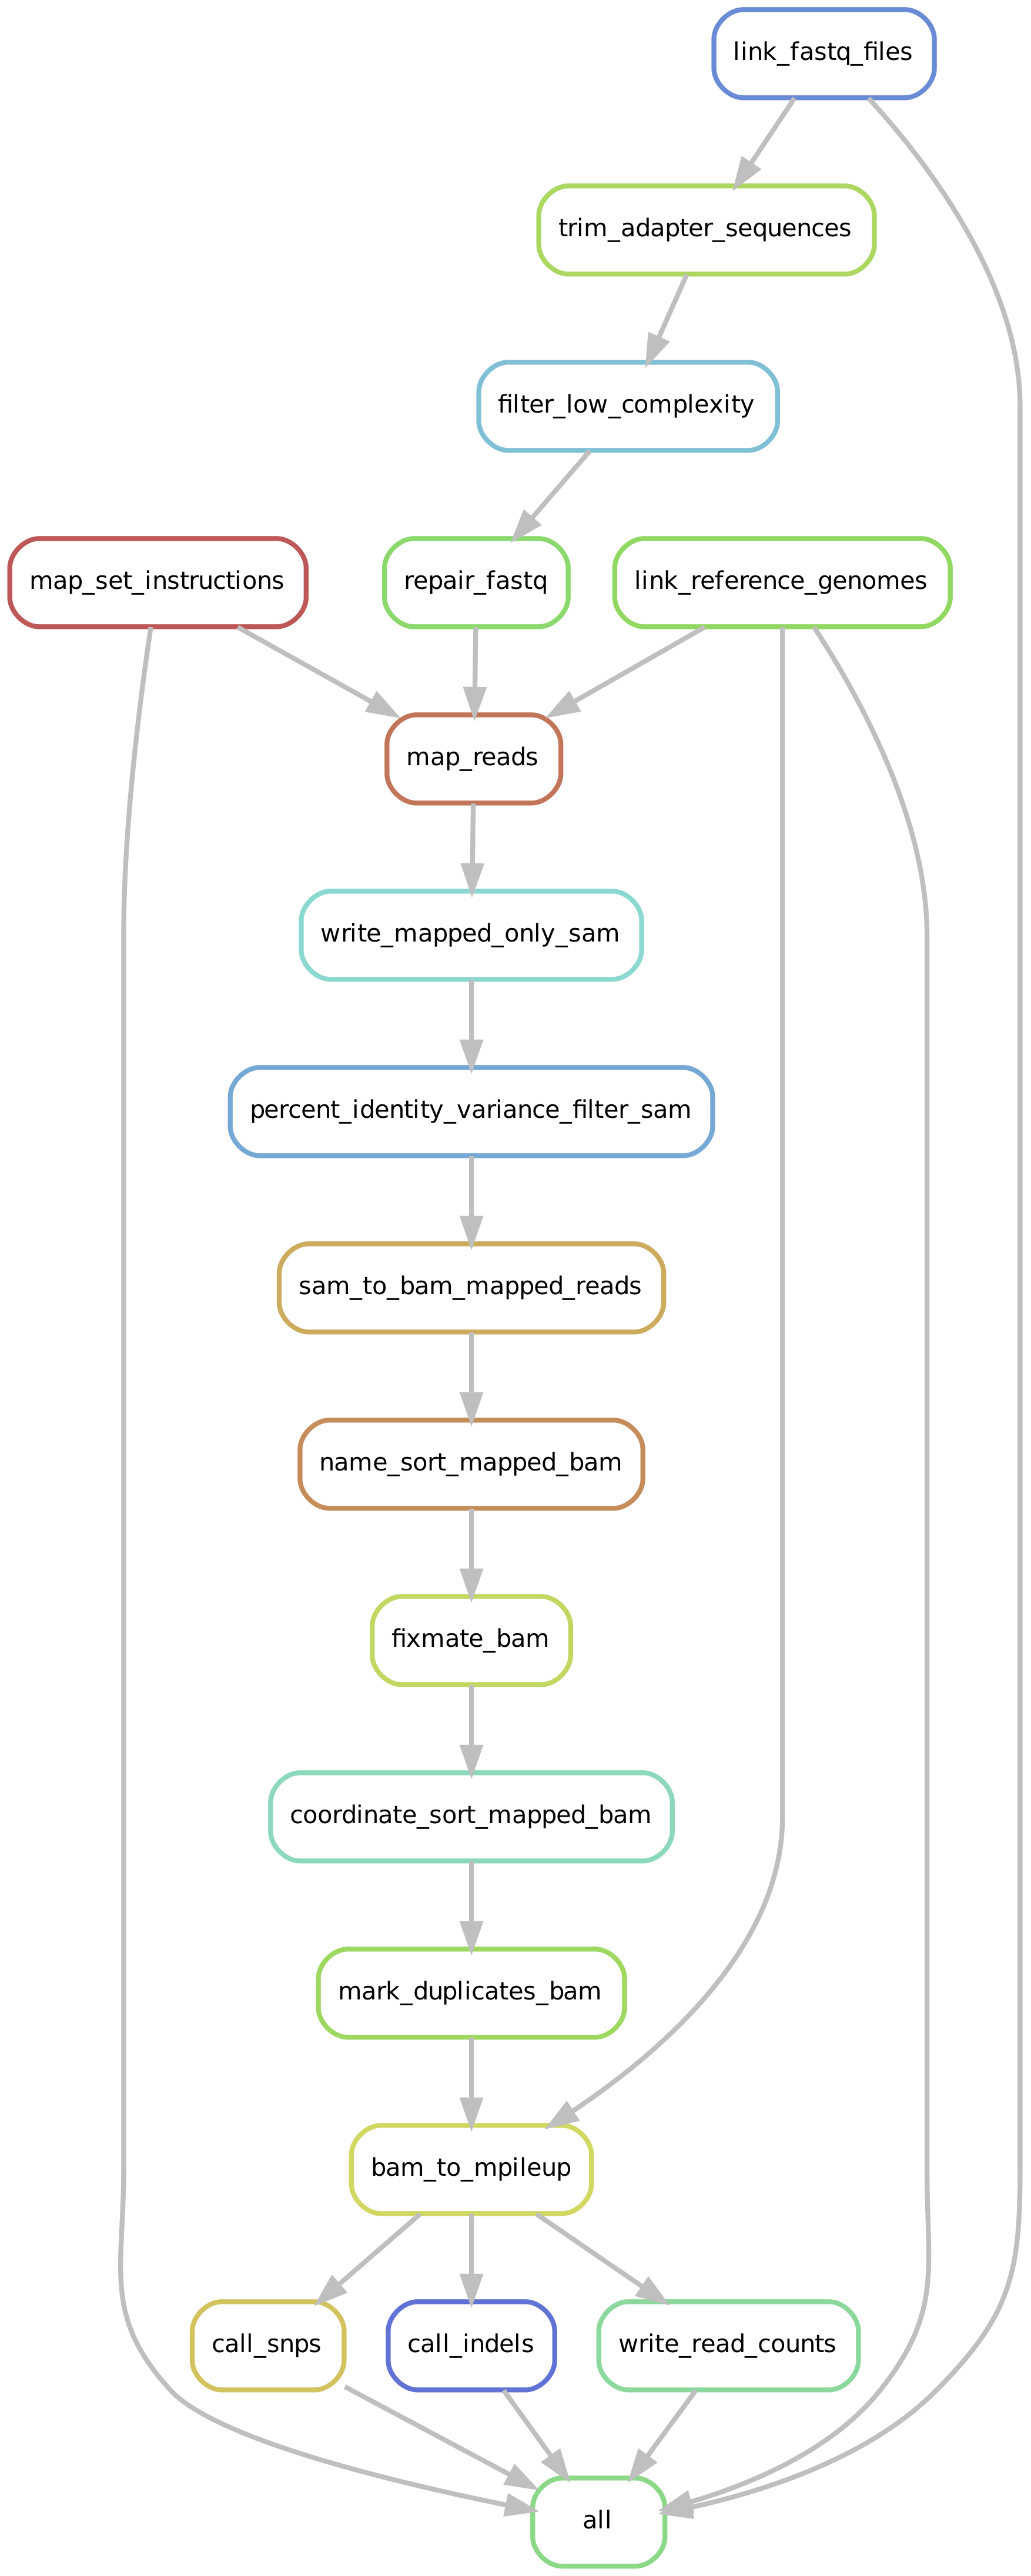 link_fastq_files
trim_adapter_sequences
filter_low_complexity
map_set_instructions
repair_fastq
link_reference_genomes
map_reads
write_mapped_only_sam
percent_identity_variance_filter_sam
sam_to_bam_mapped_reads
name_sort_mapped_bam
fixmate_bam
coordinate_sort_mapped_bam
mark_duplicates_bam
bam_to_mpileup
call_snps
call_indels
write_read_counts
all